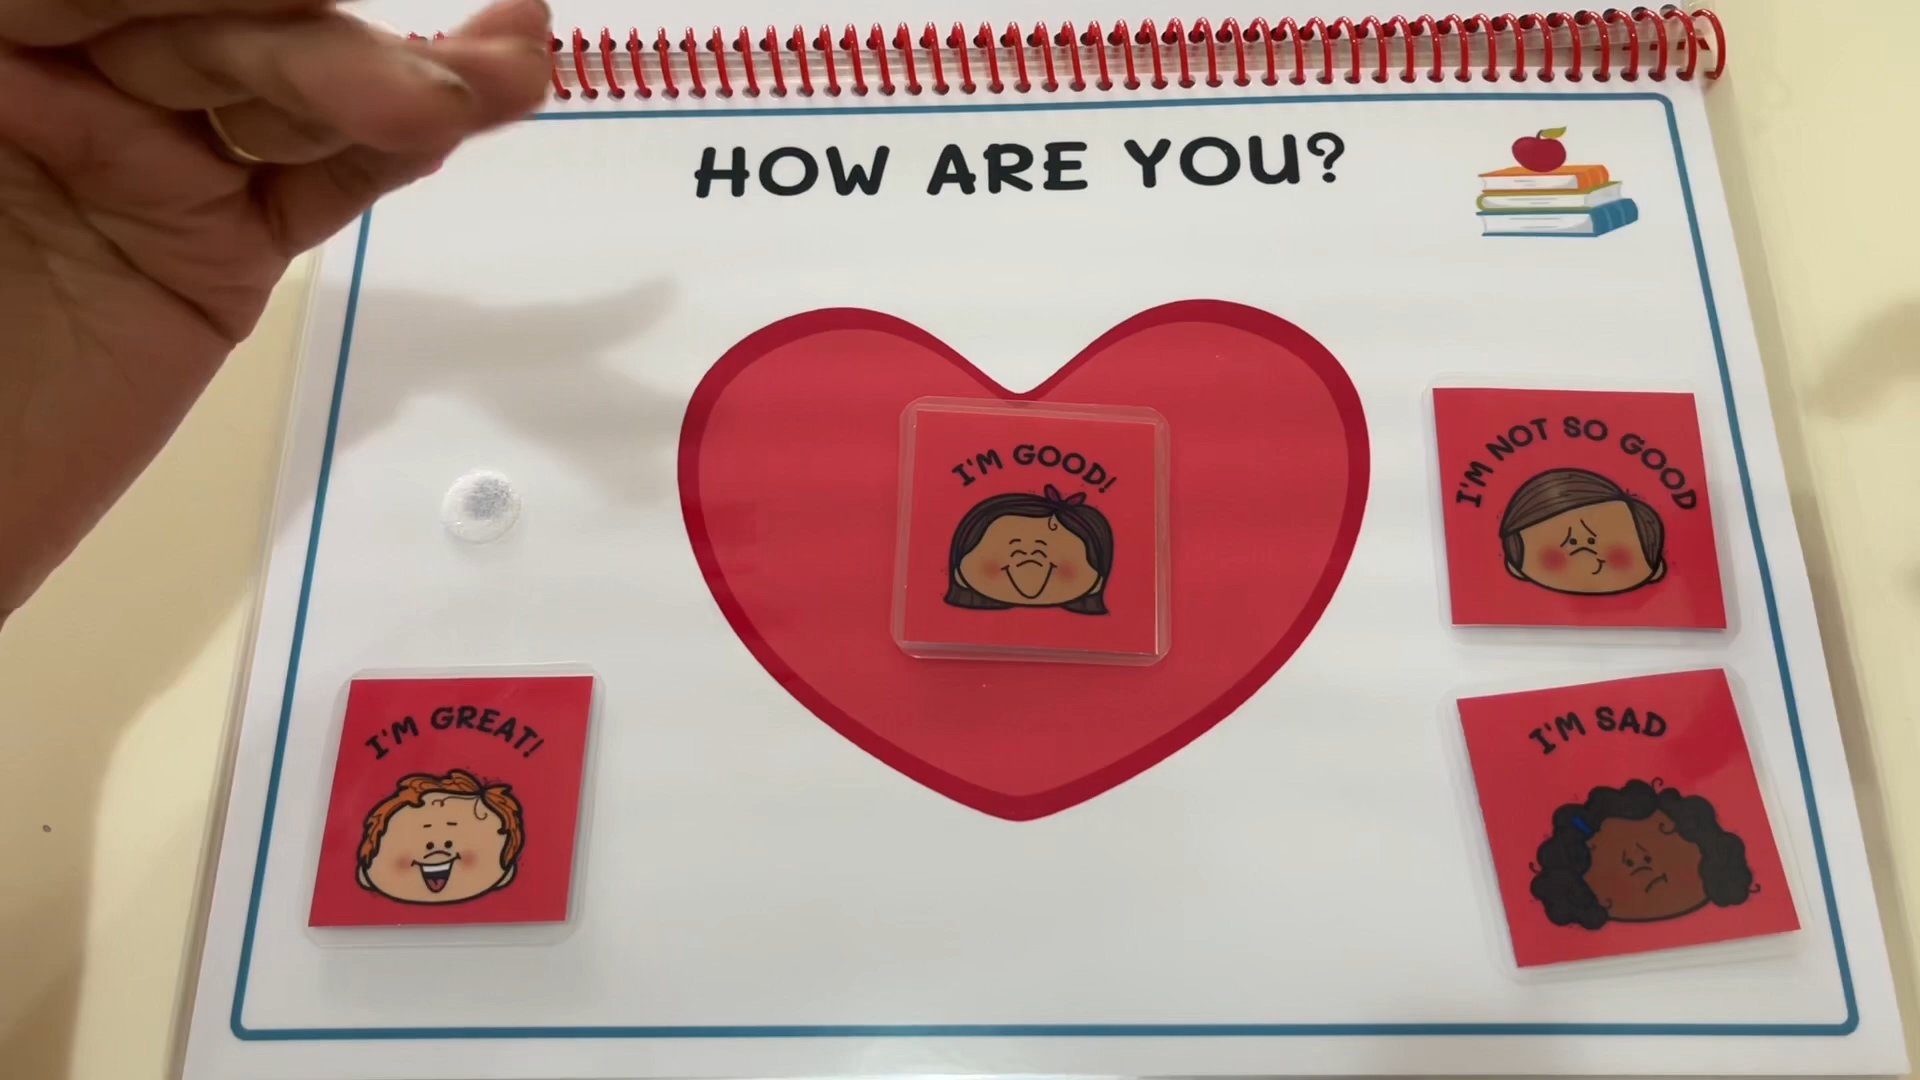 HOW ARE YOU?
I'M GOOD!
I'M NOT SO GOOD
I'M GREAT!
I'M SAD